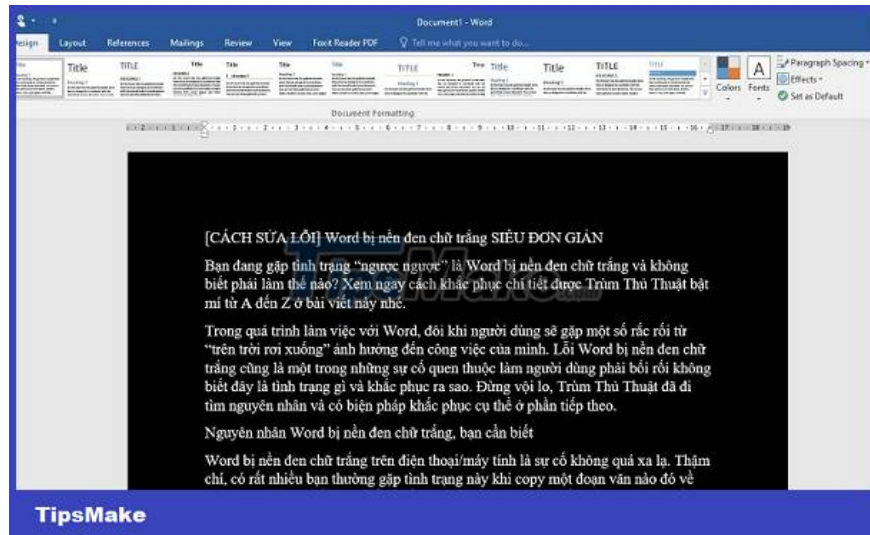 Document1 - Word
Design Layout References Mailings Review View Foxit Reader PDF Tell me what you want to do...
Title Title TITLE Title Title Title Title TITLE Title Title Title TITLE TITLE
Colors Fonts
Paragraph Spacing
Effects
Set as Default
Document Formatting
[CÁCH SỬA LỖI] Word bị nền đen chữ trắng SIÊU ĐƠN GIẢN
Bạn đang gặp tình trạng “ngược ngược” là Word bị nền đen chữ trắng và không
biết phải làm thế nào? Xem ngay cách khắc phục chi tiết được Trùm Thủ Thuật bật
mí từ A đến Z ở bài viết này nhé.
Trong quá trình làm việc với Word, đôi khi người dùng sẽ gặp một số rắc rối từ
“trên trời rơi xuống” ảnh hưởng đến công việc của mình. Lỗi Word bị nền đen chữ
trắng cũng là một trong những sự cố quen thuộc làm người dùng phải bối rối không
biết đây là tình trạng gì và khắc phục ra sao. Đừng vội lo, Trùm Thủ Thuật đã đi
tìm nguyên nhân và có biện pháp khắc phục cụ thể ở phần tiếp theo.
Nguyên nhân Word bị nền đen chữ trắng, bạn cần biết
Word bị nền đen chữ trắng trên điện thoại/máy tính là sự cố không quá xa lạ. Thậm
chí, có rất nhiều bạn thường gặp tình trạng này khi copy một đoạn văn nào đó về
TipsMake